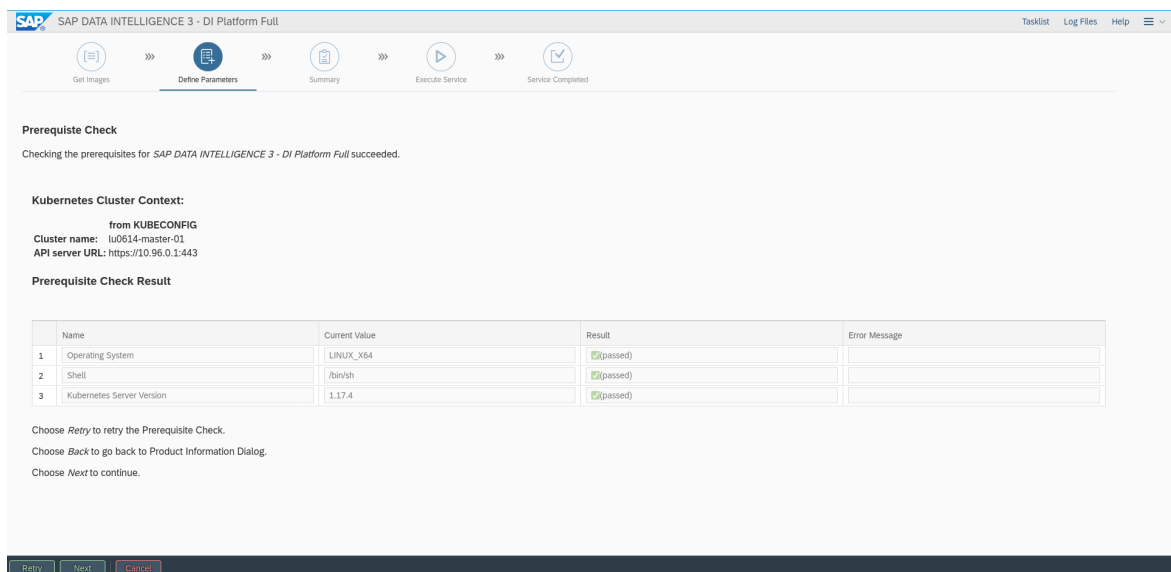 SAP SAP DATA INTELLIGENCE 3 - DI Platform Full Tasklist Log Files Help
Get Images Define Parameters Summary Execute Service Service Completed
Prerequiste Check
Checking the prerequisites for SAP DATA INTELLIGENCE 3 - DI Platform Full succeeded.
Kubernetes Cluster Context:
from KUBECONFIG
Cluster name: lu0614-master-01
API server URL: https://10.96.0.1:443
Prerequisite Check Result
Name Current Value Result Error Message
1 Operating System LINUX_X64 ✅(passed)
2 Shell /bin/sh ✅(passed)
3 Kubernetes Server Version 1.17.4 ✅(passed)
Choose Retry to retry the Prerequisite Check.
Choose Back to go back to Product Information Dialog.
Choose Next to continue.
Retry Next Cancel